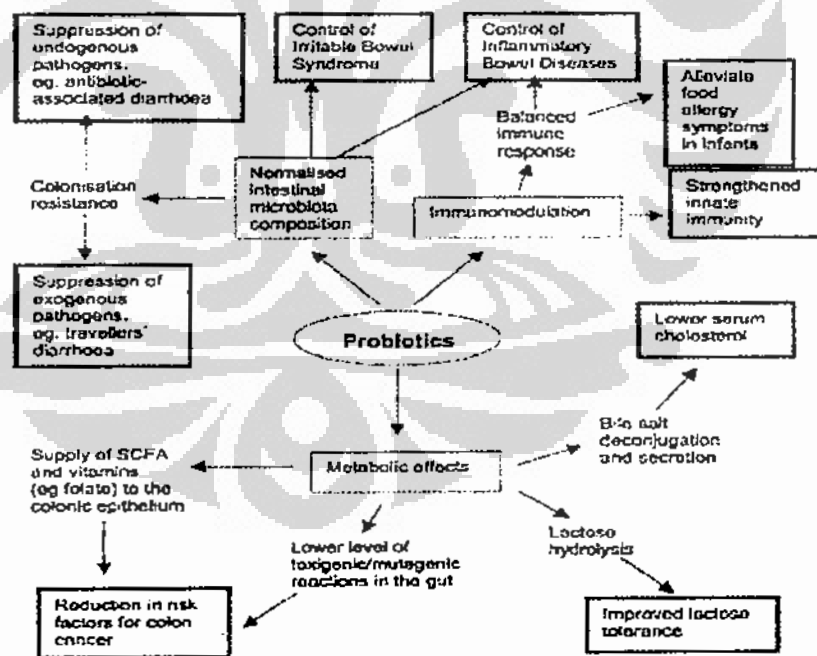 Suppression of
endogenous
pathogens,
eg. antibiotic-
associated diarrhoea
Control of
Irritable Bowel
Syndrome
Control of
Inflammatory
Bowel Diseases
Alleviate
food
allergy
symptoms
in infants
Balanced
immune
response
Colonisation
resistance
Normalised
intestinal
microbiota
composition
Immunomodulation
Strengthened
innate
immunity
Suppression of
exogenous
pathogens,
eg. travellers'
diarrhoea
Probiotics
Lower serum
cholesterol
Supply of SCFA
and vitamins
(eg folate) to the
colonic epithelium
Metabolic effects
Bile salt
deconjugation
and secretion
Lower level of
toxigenic/mutagenic
reactions in the gut
Lactose
hydrolysis
Reduction in risk
factors for colon
cancer
Improved lactose
tolerance